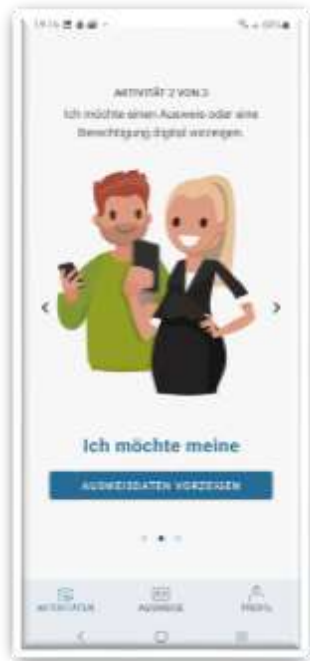 AKTIVITÄT 2 VON 3
Ich möchte einen Ausweis oder eine
Berechtigung digital vorzeigen.
Ich möchte meine
AUSWEISDATEN VORZEIGEN
AKTIVITÄTEN AUSWEISE PROFIL